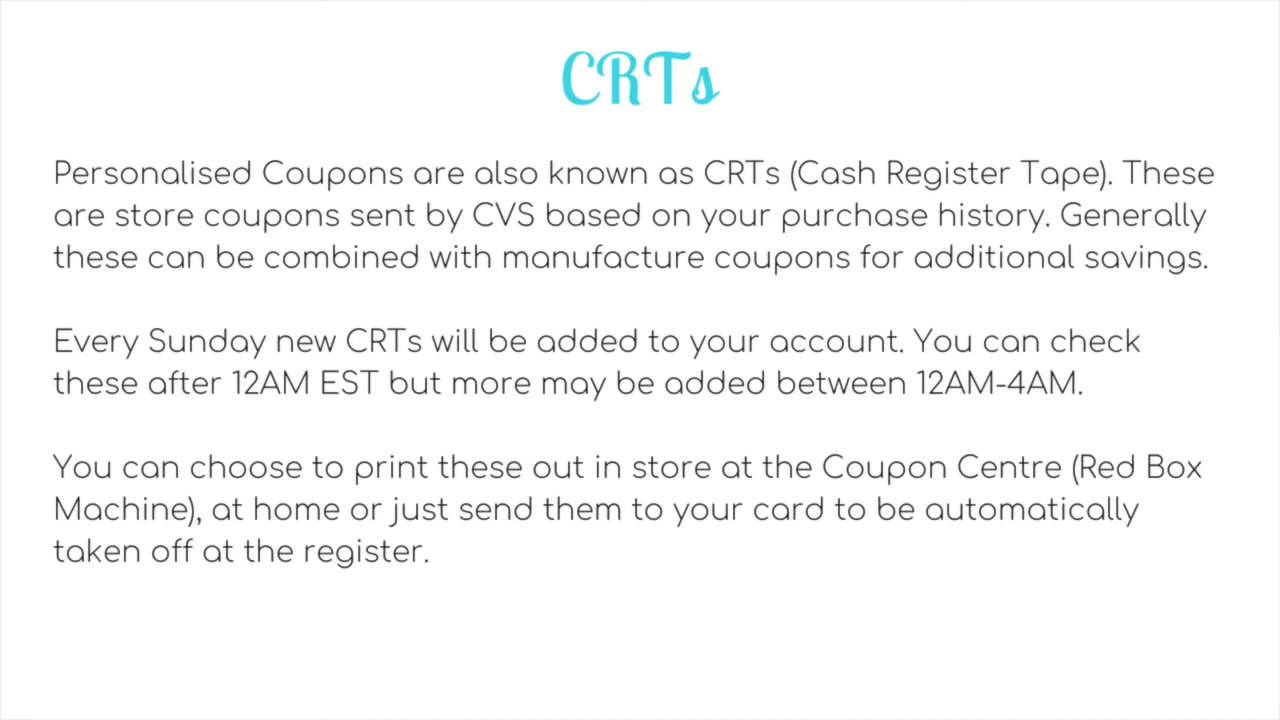 CRTs
Personalised Coupons are also known as CRTs (Cash Register Tape). These
are store coupons sent by CVS based on your purchase history. Generally
these can be combined with manufacture coupons for additional savings.
Every Sunday new CRTs will be added to your account. You can check
these after 12AM EST but more may be added between 12AM-4AM.
You can choose to print these out in store at the Coupon Centre (Red Box
Machine), at home or just send them to your card to be automatically
taken off at the register.